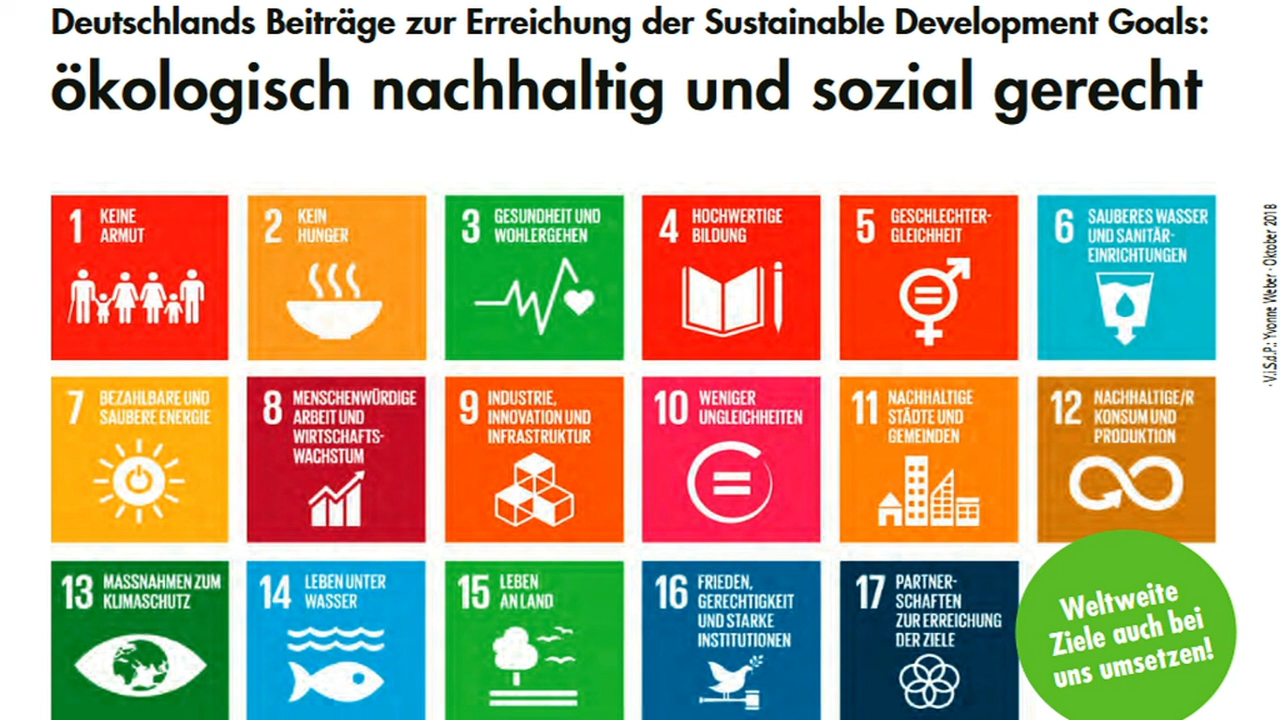 Deutschlands Beiträge zur Erreichung der Sustainable Development Goals:
ökologisch nachhaltig und sozial gerecht
1 KEINE
ARMUT
2 KEIN
HUNGER
3 GESUNDHEIT UND
WOHLERGEHEN
4 HOCHWERTIGE
BILDUNG
5 GESCHLECHTER-
GLEICHHEIT
6 SAUBERES WASSER
UND SANITÄR-
EINRICHTUNGEN
7 BEZAHLBARE UND
SAUBERE ENERGIE
8 MENSCHENWÜRDIGE
ARBEIT UND
WIRTSCHAFTS-
WACHSTUM
9 INDUSTRIE,
INNOVATION UND
INFRASTRUKTUR
10 WENIGER
UNGLEICHHEITEN
11 NACHHALTIGE
STÄDTE UND
GEMEINDEN
12 NACHHALTIGE/R
KONSUM UND
PRODUKTION
13 MASSNAHMEN ZUM
KLIMASCHUTZ
14 LEBEN UNTER
WASSER
15 LEBEN
AN LAND
16 FRIEDEN,
GERECHTIGKEIT
UND STARKE
INSTITUTIONEN
17 PARTNER-
SCHAFTEN
ZUR ERREICHUNG
DER ZIELE
Weltweite
Ziele auch bei
uns umsetzen!
· V.i.S.d.P.: Yvonne Weber · Oktober 2018